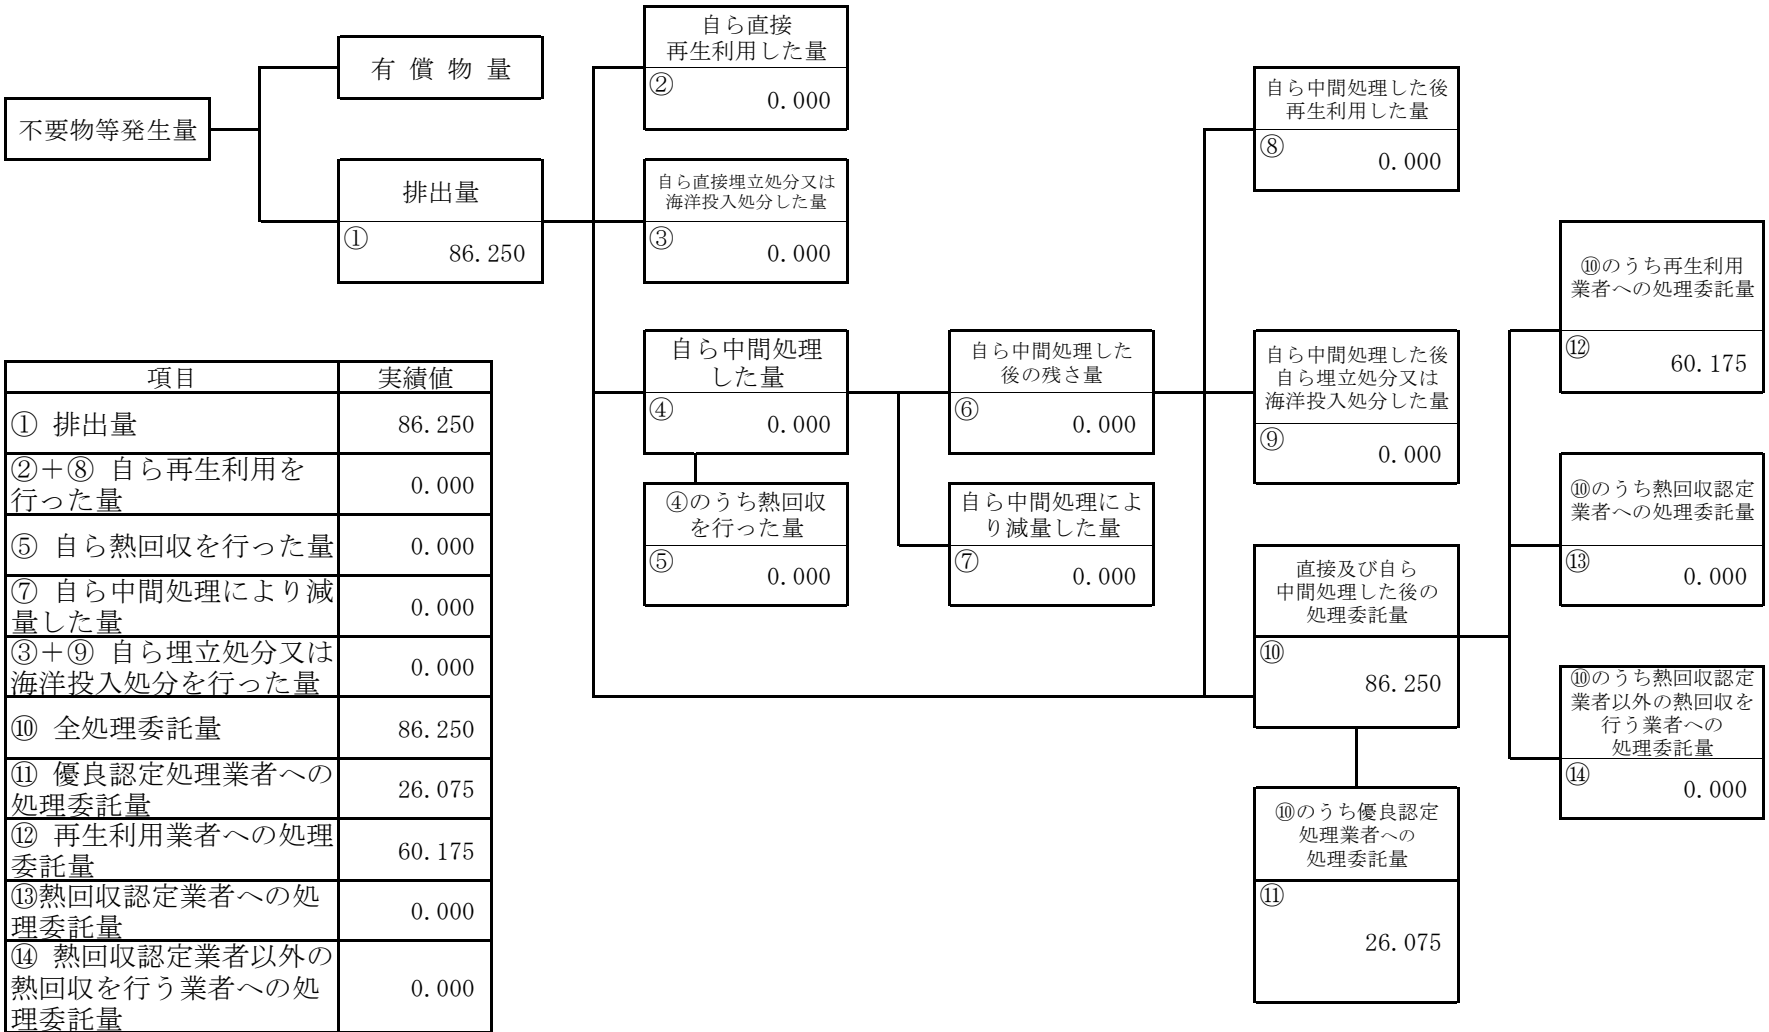 不要物等発生量
有 償 物 量
排出量
①
86.250
自ら直接
再生利用した量
②
0.000
自ら直接埋立処分又は
海洋投入処分した量
③
0.000
自ら中間処理
した量
④
0.000
④のうち熱回収
を行った量
⑤
0.000
自ら中間処理した
後の残さ量
⑥
0.000
自ら中間処理によ
り減量した量
⑦
0.000
自ら中間処理した後
再生利用した量
⑧
0.000
自ら中間処理した後
自ら埋立処分又は
海洋投入処分した量
⑨
0.000
直接及び自ら
中間処理した後の
処理委託量
⑩
86.250
⑩のうち優良認定
処理業者への
処理委託量
⑪
26.075
⑩のうち再生利用
業者への処理委託量
⑫
60.175
⑩のうち熱回収認定
業者への処理委託量
⑬
0.000
⑩のうち熱回収認定
業者以外の熱回収を
行う業者への
処理委託量
⑭
0.000
項目 実績値
① 排出量 86.250
②＋⑧ 自ら再生利用を
行った量 0.000
⑤ 自ら熱回収を行った量 0.000
⑦ 自ら中間処理により減
量した量 0.000
③＋⑨ 自ら埋立処分又は
海洋投入処分を行った量 0.000
⑩ 全処理委託量 86.250
⑪ 優良認定処理業者への
処理委託量 26.075
⑫ 再生利用業者への処理
委託量 60.175
⑬熱回収認定業者への処
理委託量 0.000
⑭ 熱回収認定業者以外の
熱回収を行う業者への処
理委託量 0.000